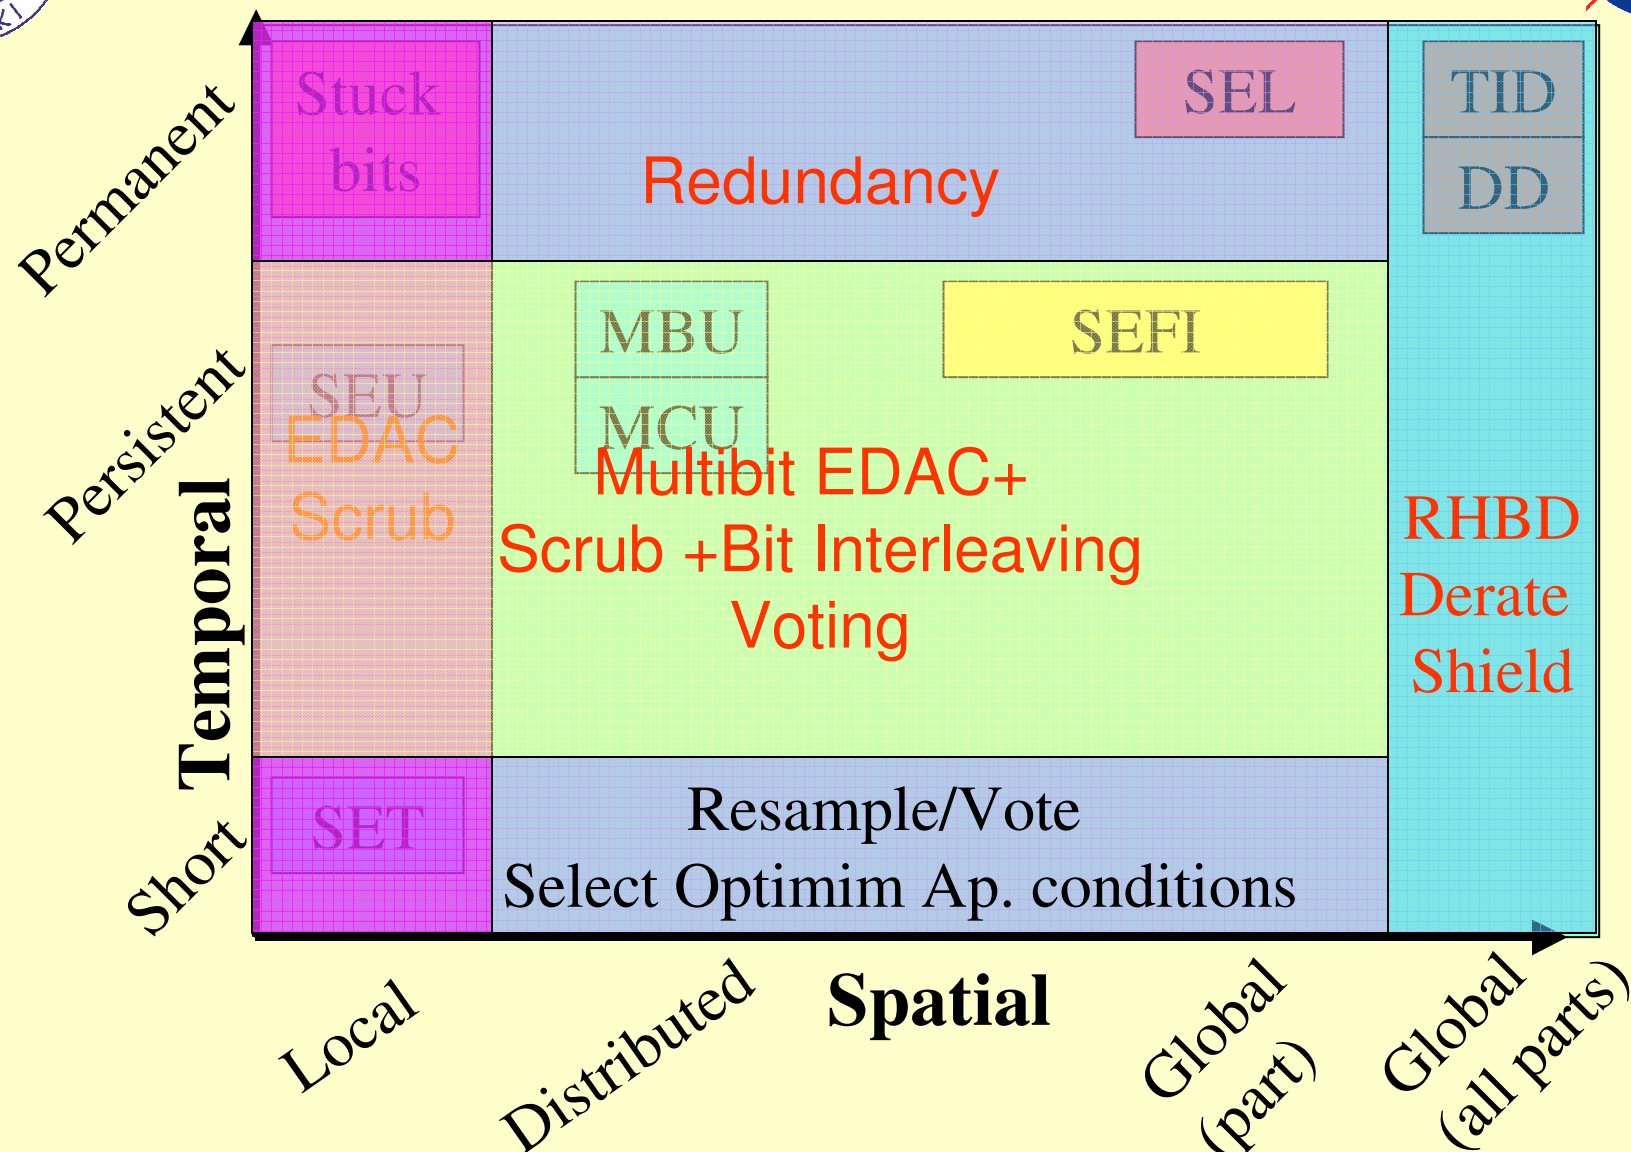 Stuck
bits
SEL
TID
DD
Redundancy
Permanent
MBU
MCU
SEFI
SEU
EDAC
Scrub
Multibit EDAC+
Scrub +Bit Interleaving
Voting
RHBD
Derate
Shield
Persistent
Temporal
SET
Resample/Vote
Select Optimim Ap. conditions
Short
Local
Distributed
Spatial
Global
(part)
Global
(all parts)